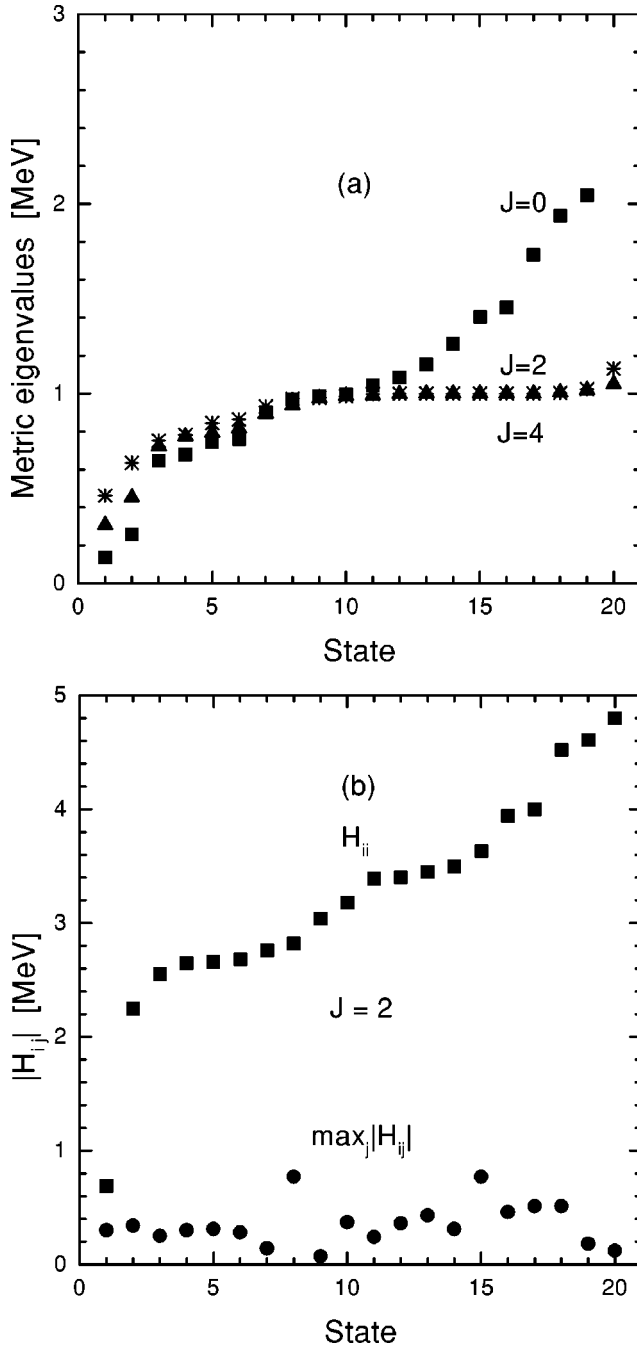 3
2
1
0
Metric eigenvalues [MeV]
(a)
J=0
J=2
J=4
0 5 10 15 20
State
5
4
3
2
1
0
|H_ij| [MeV]
(b)
H_ii
J = 2
max_j|H_ij|
0 5 10 15 20
State